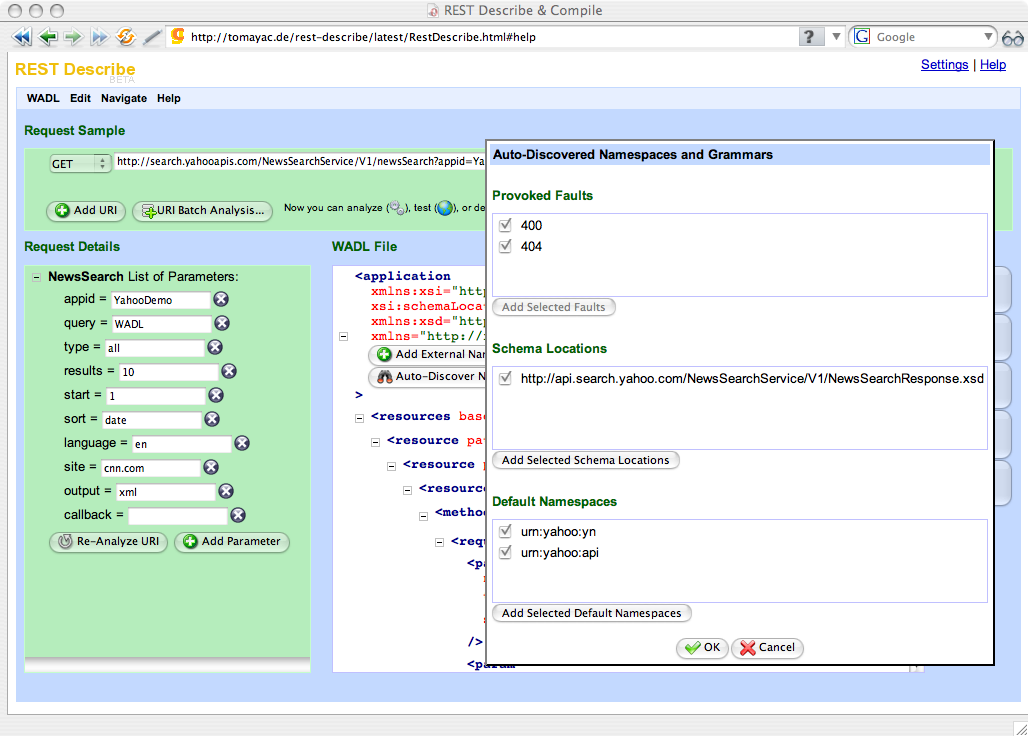 REST Describe & Compile
http://tomayac.de/rest-describe/latest/RestDescribe.html#help
?
G Google
REST Describe
BETA
Settings | Help
WADL Edit Navigate Help
Request Sample
GET http://search.yahooapis.com/NewsSearchService/V1/newsSearch?appid=Ya
Add URI URI Batch Analysis... Now you can analyze ( ), test ( ), or de
Request Details
NewsSearch List of Parameters:
appid = YahooDemo
query = WADL
type = all
results = 10
start = 1
sort = date
language = en
site = cnn.com
output = xml
callback =
Re-Analyze URI Add Parameter
WADL File
<application
xmlns:xsi="http
xsi:schemaLoca
xmlns:xsd="http
xmlns="http://
Add External Nam
Auto-Discover N
>
<resources base
<resource pa
<resource p
<resourc
<metho
<requ
<pa
/>
<param
Auto-Discovered Namespaces and Grammars
Provoked Faults
400
404
Add Selected Faults
Schema Locations
http://api.search.yahoo.com/NewsSearchService/V1/NewsSearchResponse.xsd
Add Selected Schema Locations
Default Namespaces
urn:yahoo:yn
urn:yahoo:api
Add Selected Default Namespaces
OK Cancel